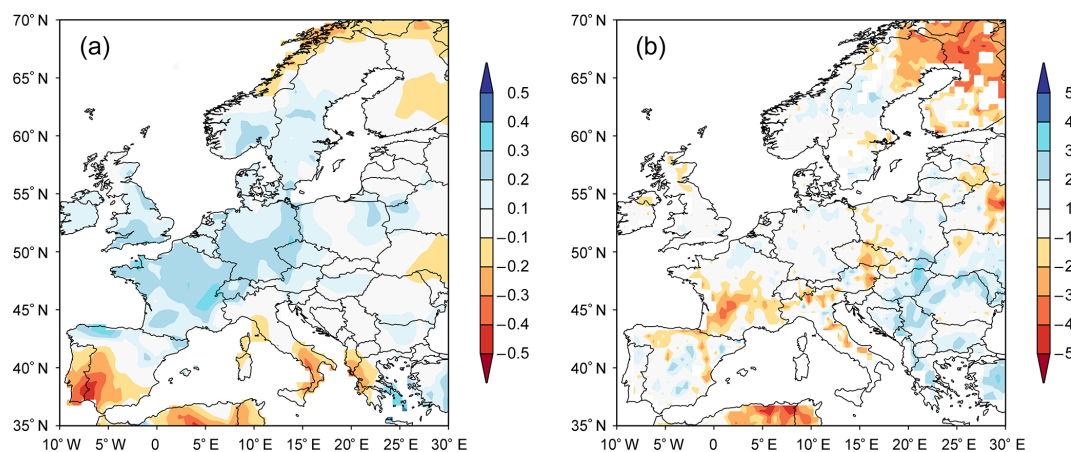 (a)
70° N
65° N
60° N
55° N
50° N
45° N
40° N
35° N
10° W 5° W 0 5° E 10° E 15° E 20° E 25° E 30° E
0.5
0.4
0.3
0.2
0.1
–0.1
–0.2
–0.3
–0.4
–0.5
(b)
70° N
65° N
60° N
55° N
50° N
45° N
40° N
35° N
10° W 5° W 0 5° E 10° E 15° E 20° E 25° E 30° E
5
4
3
2
1
–1
–2
–3
–4
–5